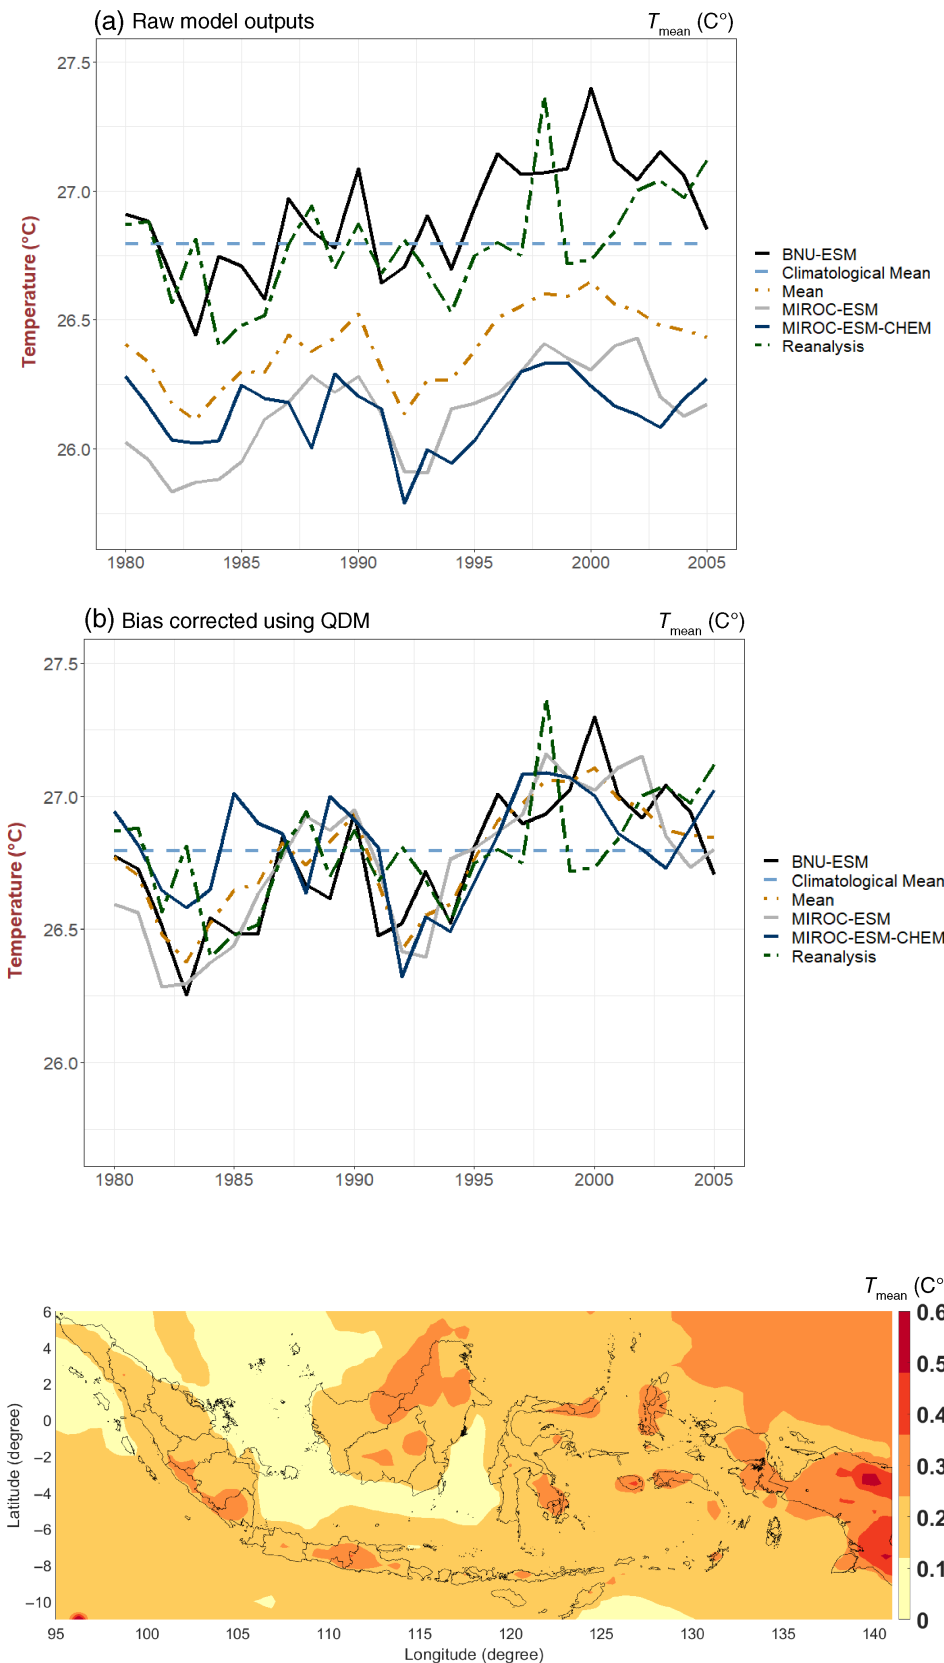 (a) Raw model outputs
Tmean (C°)
27.5
27.0
26.5
26.0
Temperature (°C)
1980
1985
1990
1995
2000
2005
BNU-ESM
Climatological Mean
Mean
MIROC-ESM
MIROC-ESM-CHEM
Reanalysis
(b) Bias corrected using QDM
Tmean (C°)
27.5
27.0
26.5
26.0
Temperature (°C)
1980
1985
1990
1995
2000
2005
BNU-ESM
Climatological Mean
Mean
MIROC-ESM
MIROC-ESM-CHEM
Reanalysis
Tmean (C°
6
4
2
0
−2
−4
−6
−8
−10
Latitude (degree)
95
100
105
110
115
120
125
130
135
140
Longitude (degree)
0.6
0.5
0.4
0.3
0.2
0.1
0